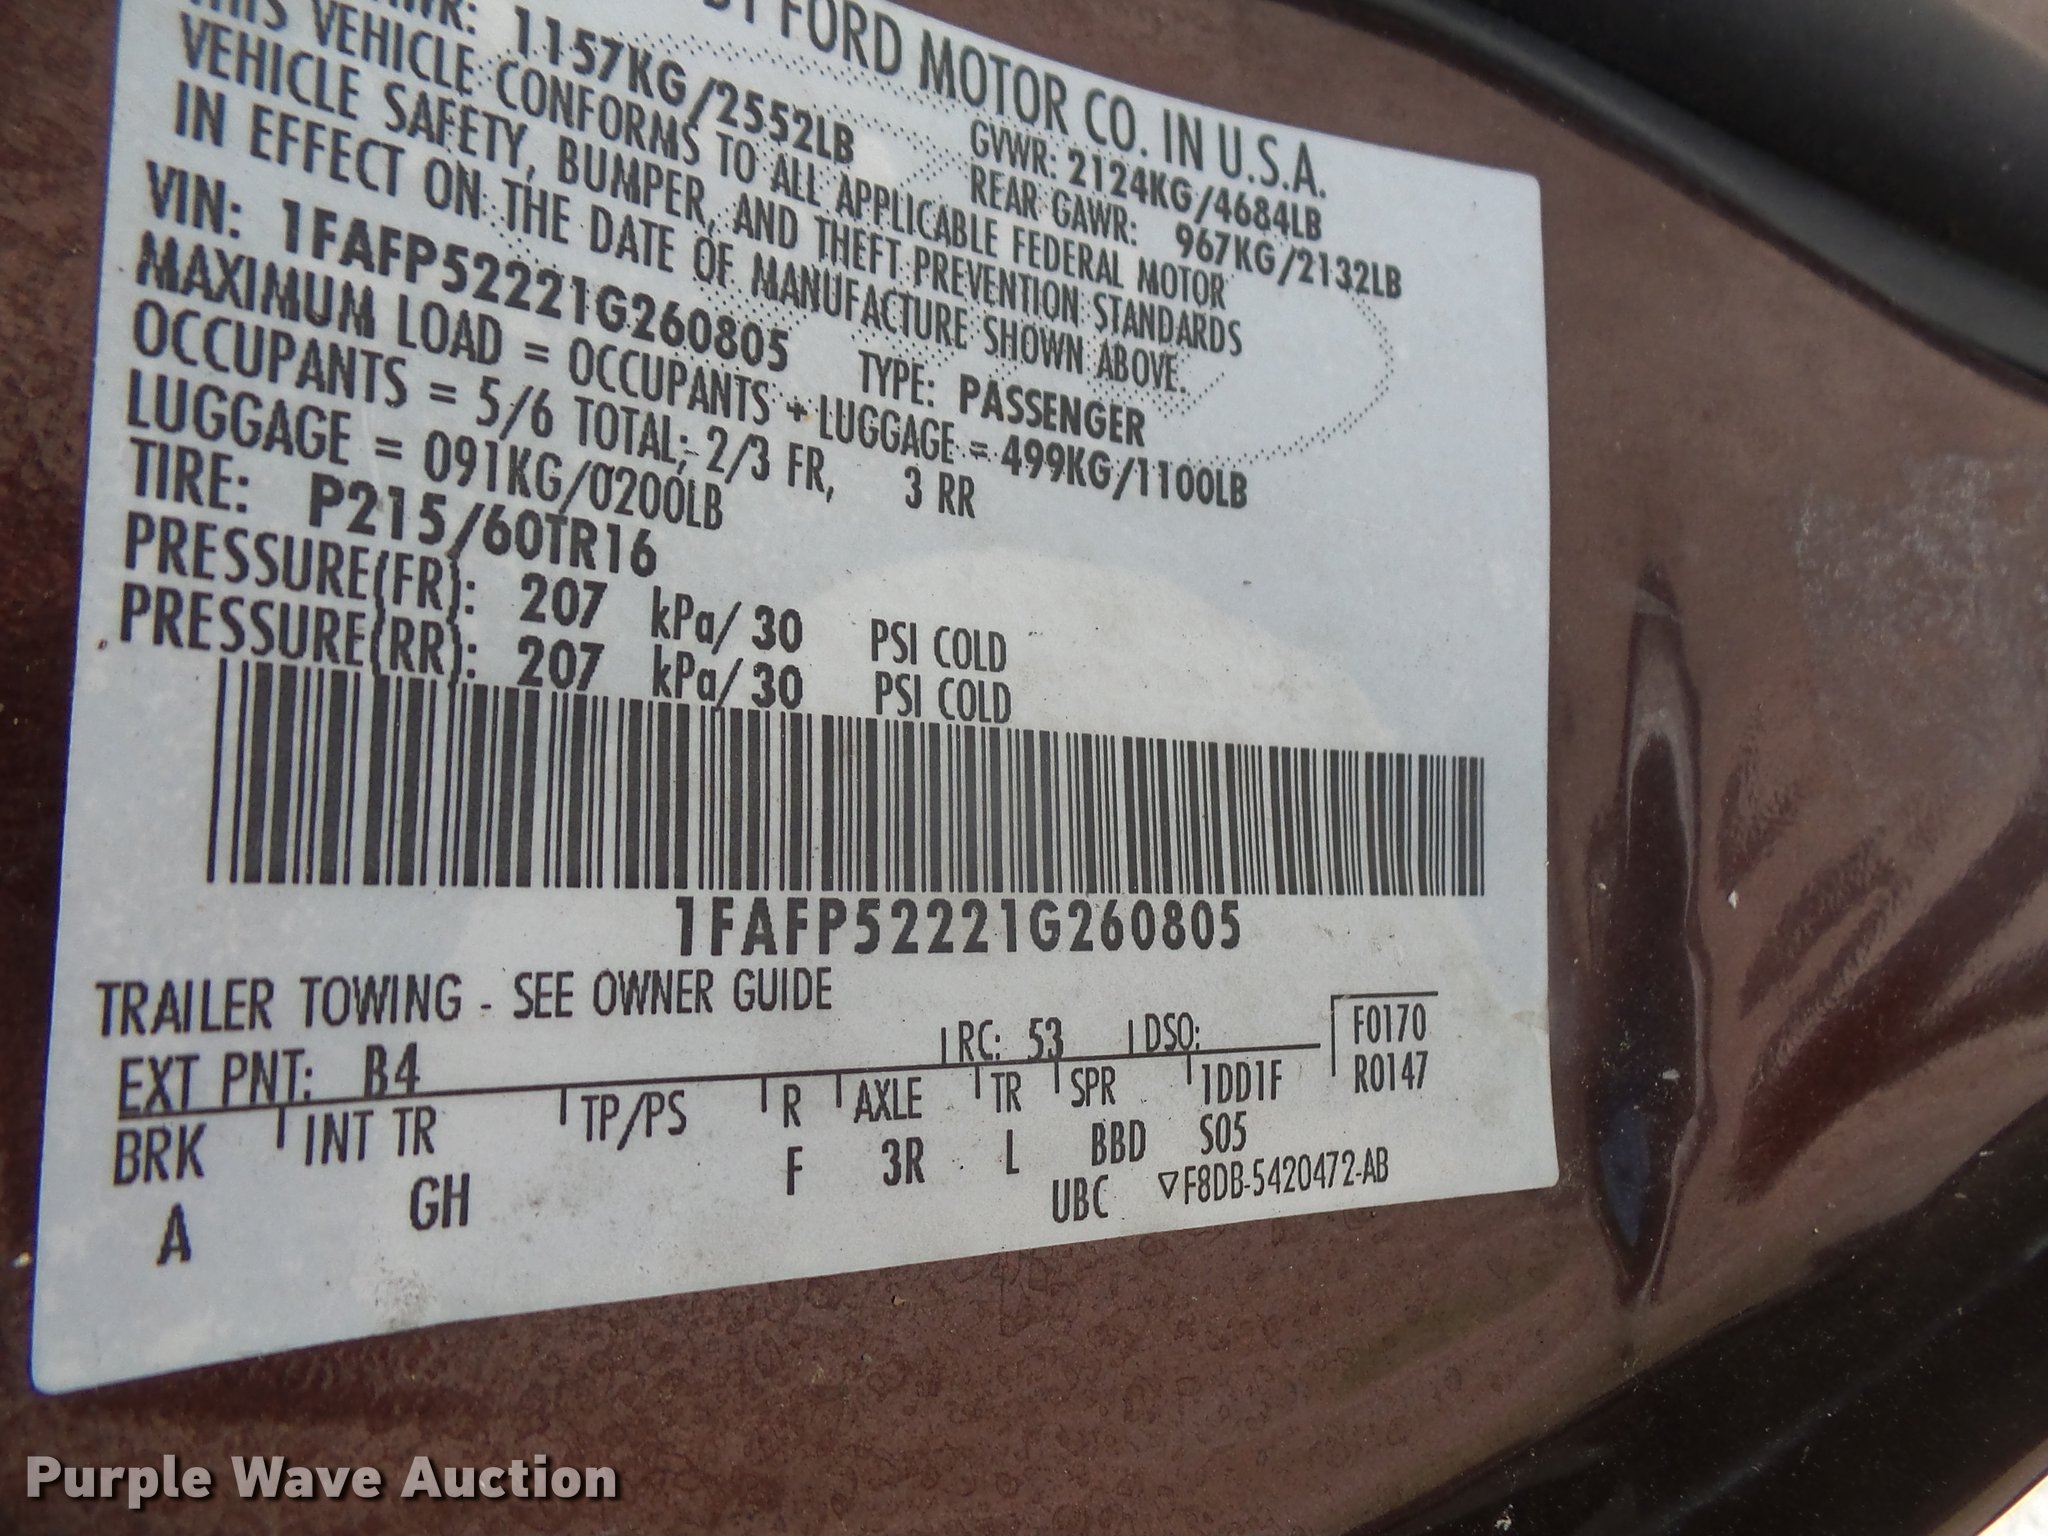 FORD MOTOR CO. IN U.S.A.
GVWR: 2124KG/4684LB
1157KG/2552LB REAR GAWR: 967KG/2132LB
THIS VEHICLE CONFORMS TO ALL APPLICABLE FEDERAL MOTOR
VEHICLE SAFETY, BUMPER, AND THEFT PREVENTION STANDARDS
IN EFFECT ON THE DATE OF MANUFACTURE SHOWN ABOVE.
VIN: 1FAFP52221G260805 TYPE: PASSENGER
MAXIMUM LOAD = OCCUPANTS + LUGGAGE = 499KG/1100LB
OCCUPANTS = 5/6 TOTAL; 2/3 FR, 3 RR
LUGGAGE = 091KG/0200LB
TIRE: P215/60TR16
PRESSURE(FR): 207 kPa/ 30 PSI COLD
PRESSURE(RR): 207 kPa/ 30 PSI COLD
1FAFP52221G260805
TRAILER TOWING - SEE OWNER GUIDE
EXT PNT: B4 RC: 53 DSO: F0170
BRK INT TR TP/PS R AXLE TR SPR 1DD1F R0147
A GH F 3R L BBD S05
UBC ▽F8DB-5420472-AB
Purple Wave Auction